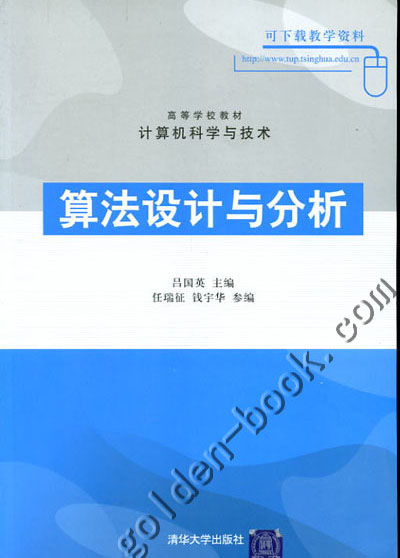 可下载教学资料
http://www.tup.tsinghua.edu.cn
高等学校教材
计算机科学与技术
算法设计与分析
吕国英 主编
任瑞征 钱宇华 参编
golden-book.com
清华大学出版社